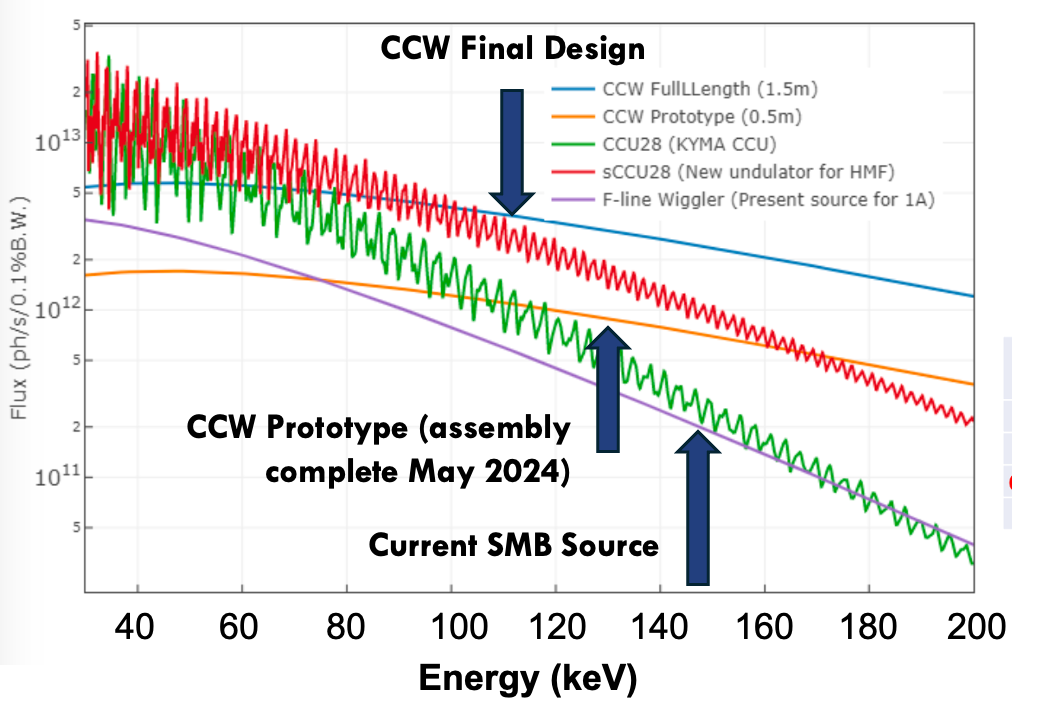 CCW Final Design
CCW FullLLength (1.5m)
CCW Prototype (0.5m)
CCU28 (KYMA CCU)
sCCU28 (New undulator for HMF)
F-line Wiggler (Present source for 1A)
5
2
10¹³
5
2
10¹²
5
2
10¹¹
5
Flux (ph/s/0.1%B.W.)
CCW Prototype (assembly
complete May 2024)
Current SMB Source
40 60 80 100 120 140 160 180 200
Energy (keV)